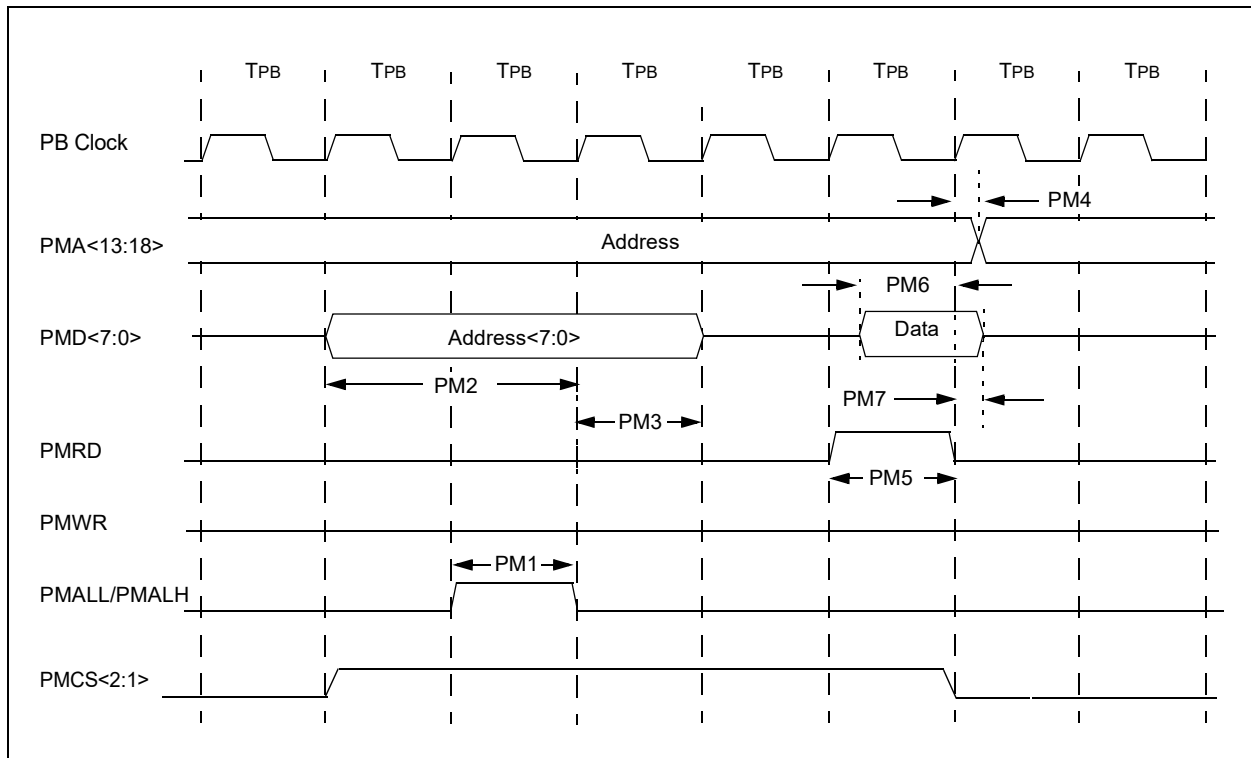 TPB TPB TPB TPB TPB TPB TPB TPB
PB Clock
PM4
PMA<13:18>
Address
PM6
PMD<7:0>
Address<7:0>
Data
PM2
PM7
PM3
PMRD
PM5
PMWR
PM1
PMALL/PMALH
PMCS<2:1>